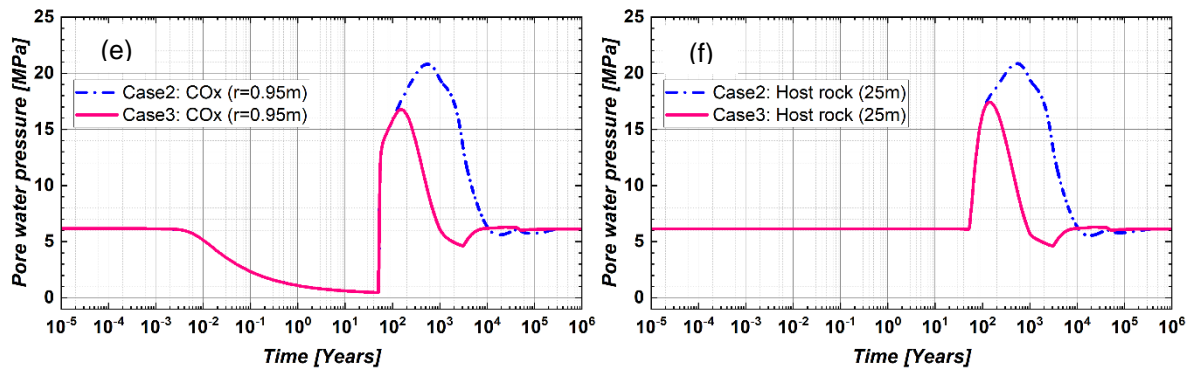 (e)
Pore water pressure [MPa]
25
20
15
10
5
0
Case2: COx (r=0.95m)
Case3: COx (r=0.95m)
10-5 10-4 10-3 10-2 10-1 100 101 102 103 104 105 106
Time [Years]
(f)
Pore water pressure [MPa]
25
20
15
10
5
0
Case2: Host rock (25m)
Case3: Host rock (25m)
10-5 10-4 10-3 10-2 10-1 100 101 102 103 104 105 106
Time [Years]